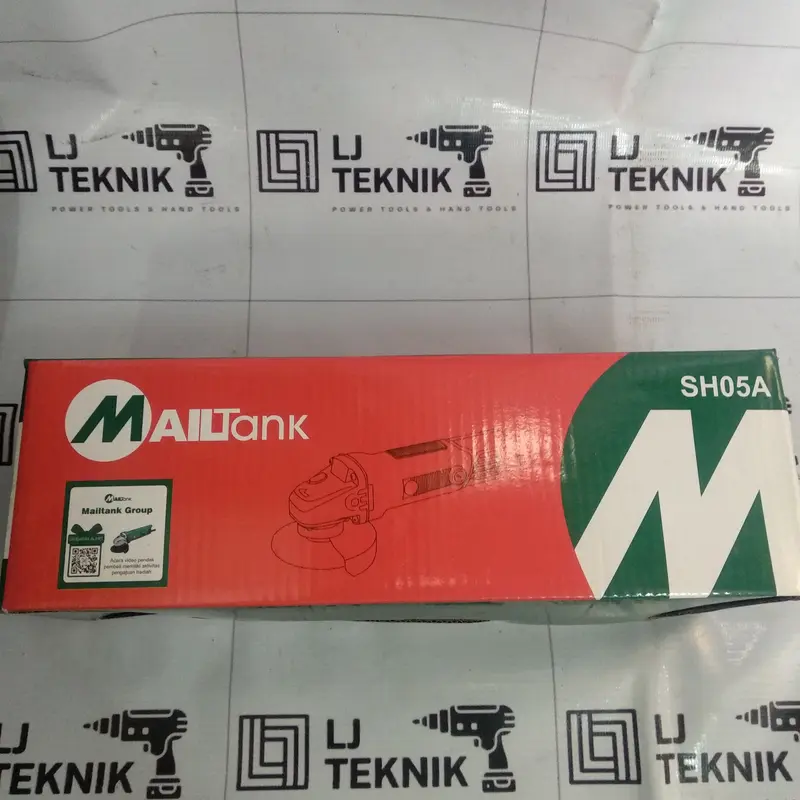 LJ TEKNIK
POWER TOOLS & HAND TOOLS
LJ TEKNIK
POWER TOOLS & HAND TOOLS
LJ TEKNIK
POWER TOOLS & HAND TOOLS
MAILTank
SH05A
M
MAILTank
Mailtank Group
LJ TEKNIK
LJ TEKNIK
LJ TEKNIK